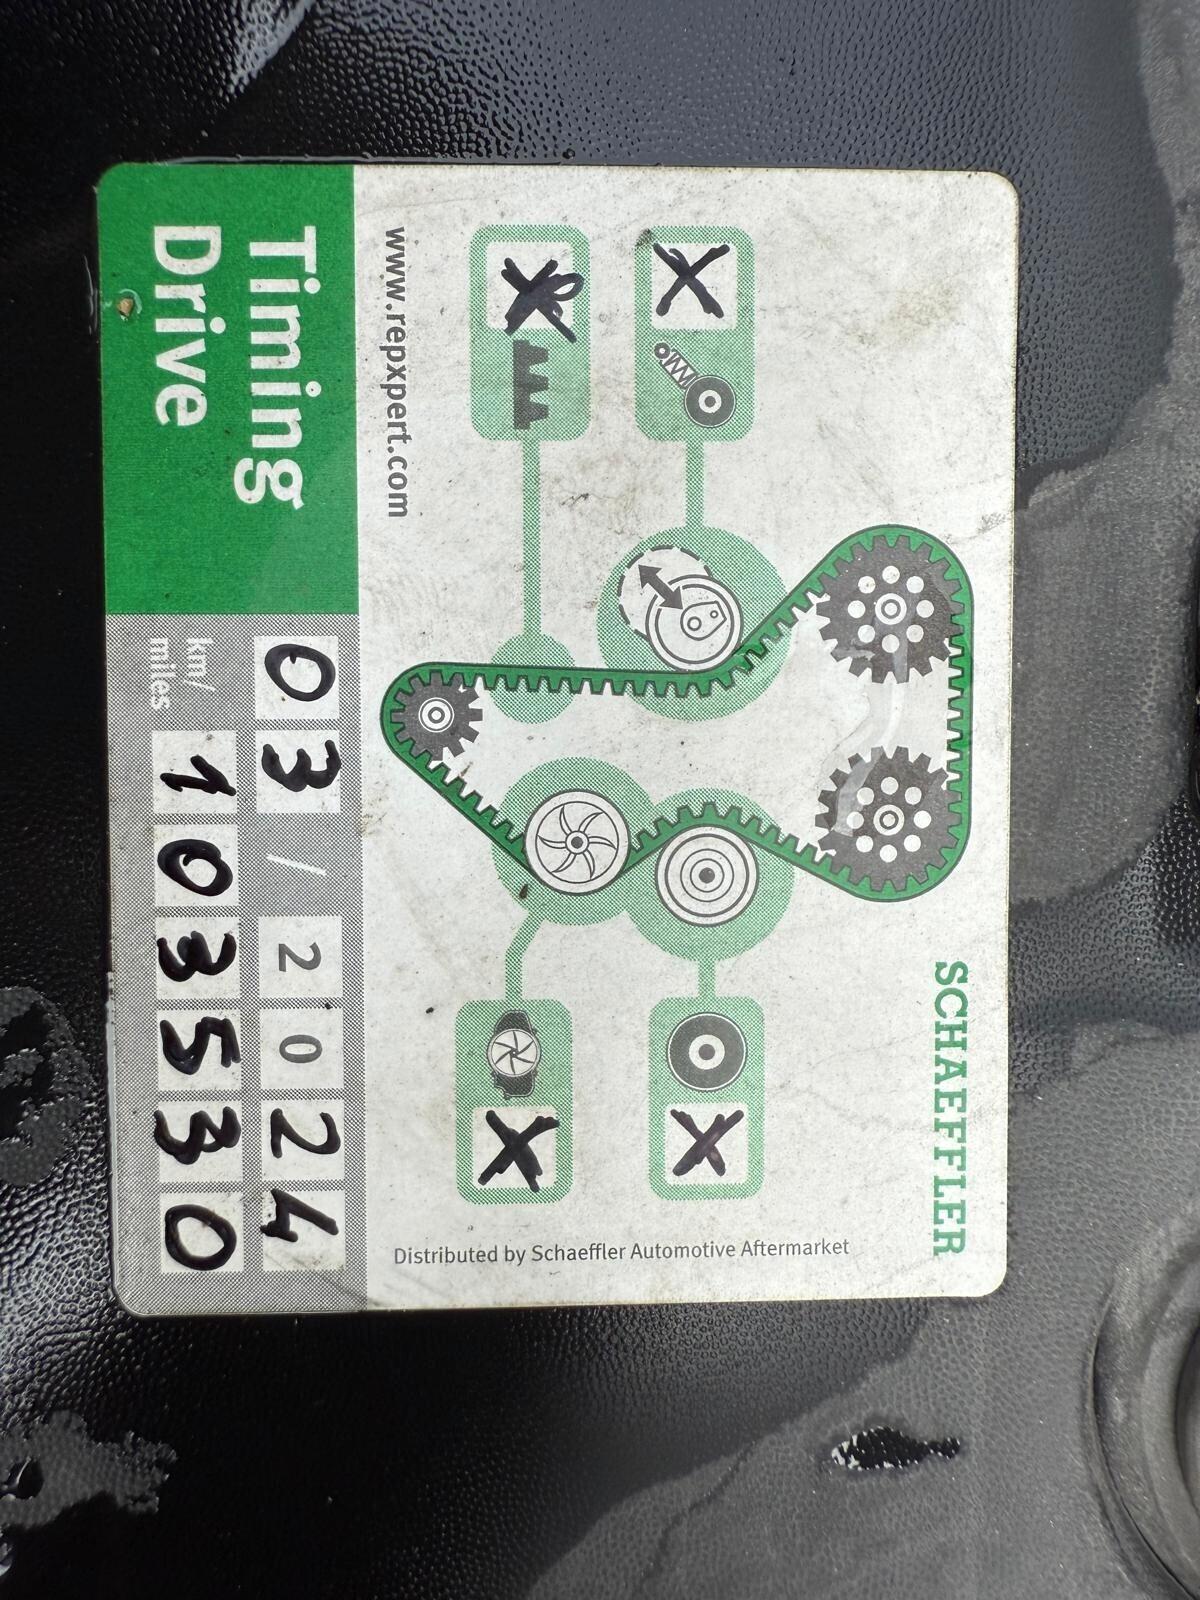 SCHAEFFLER
Distributed by Schaeffler Automotive Aftermarket
www.repxpert.com
Timing
Drive
03 / 2024
km/
miles
103530